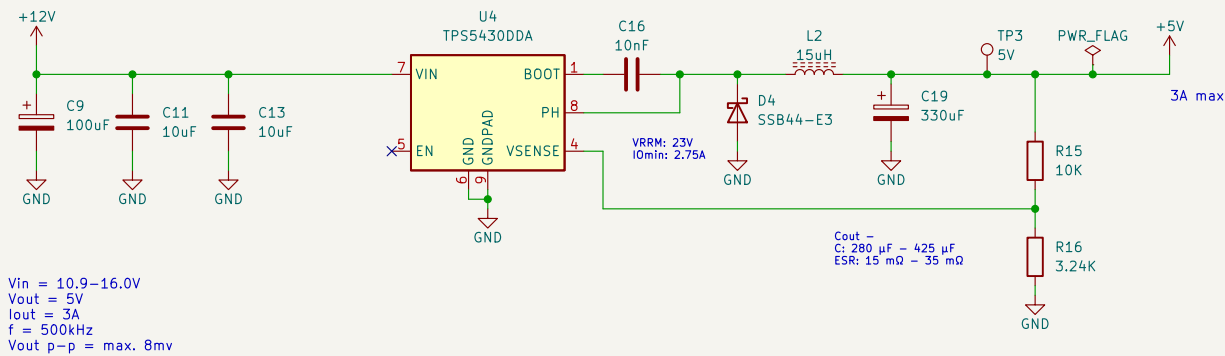 +12V
C9
100uF
GND
C11
10uF
GND
C13
10uF
GND
U4
TPS5430DDA
7
VIN
BOOT
1
PH
8
5
EN
GND
GNDPAD
VSENSE
4
6
9
GND
C16
10nF
VRRM: 23V
IOmin: 2.75A
D4
SSB44-E3
GND
L2
15uH
+
C19
330uF
GND
TP3
5V
PWR_FLAG
+5V
3A max
R15
10K
R16
3.24K
GND
Cout -
C: 280 µF - 425 µF
ESR: 15 mΩ - 35 mΩ
Vin = 10.9-16.0V
Vout = 5V
Iout = 3A
f = 500kHz
Vout p-p = max. 8mv